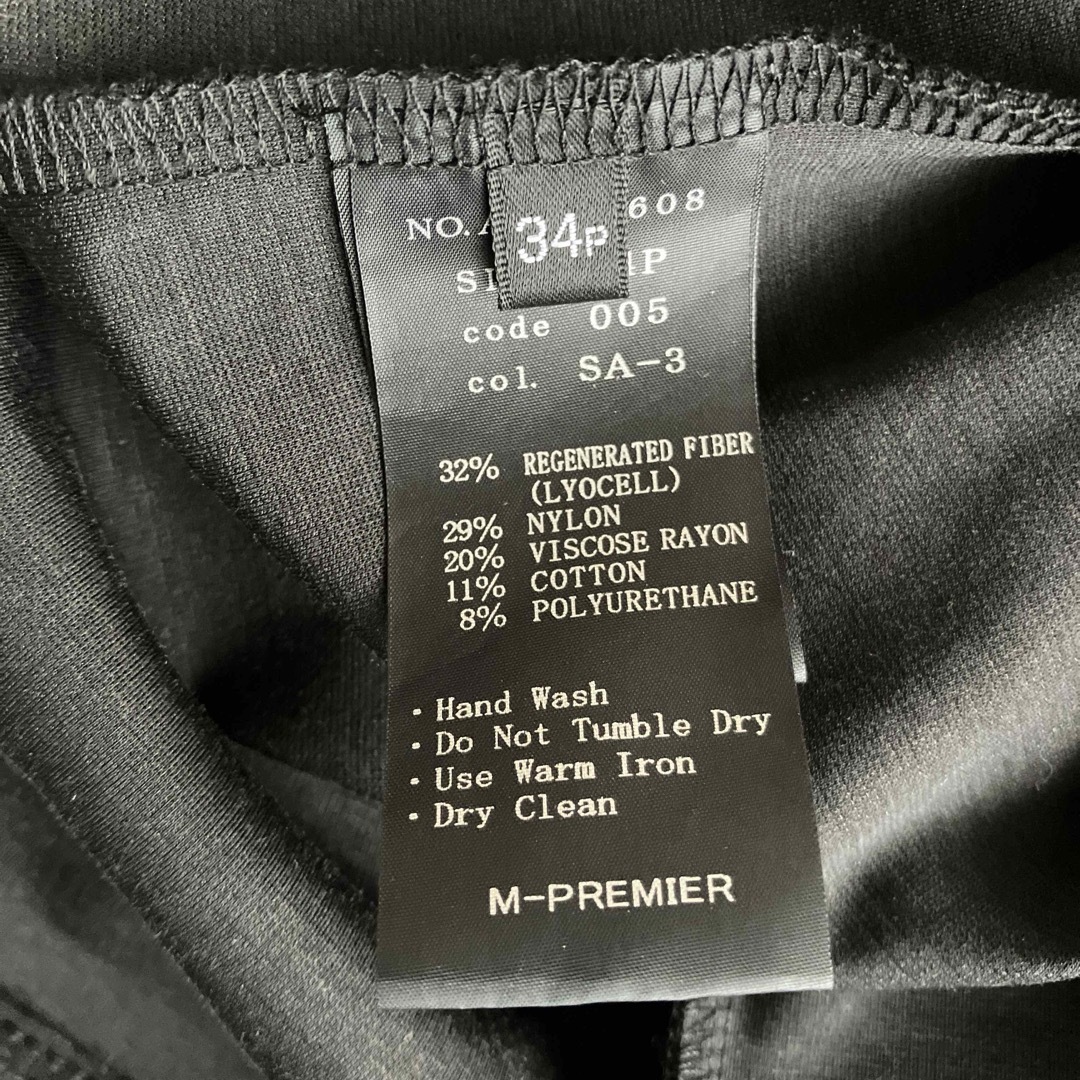 NO. 608
34P
code 005
col. SA-3
32% REGENERATED FIBER
(LYOCELL)
29% NYLON
20% VISCOSE RAYON
11% COTTON
8% POLYURETHANE
・Hand Wash
・Do Not Tumble Dry
・Use Warm Iron
・Dry Clean
M-PREMIER